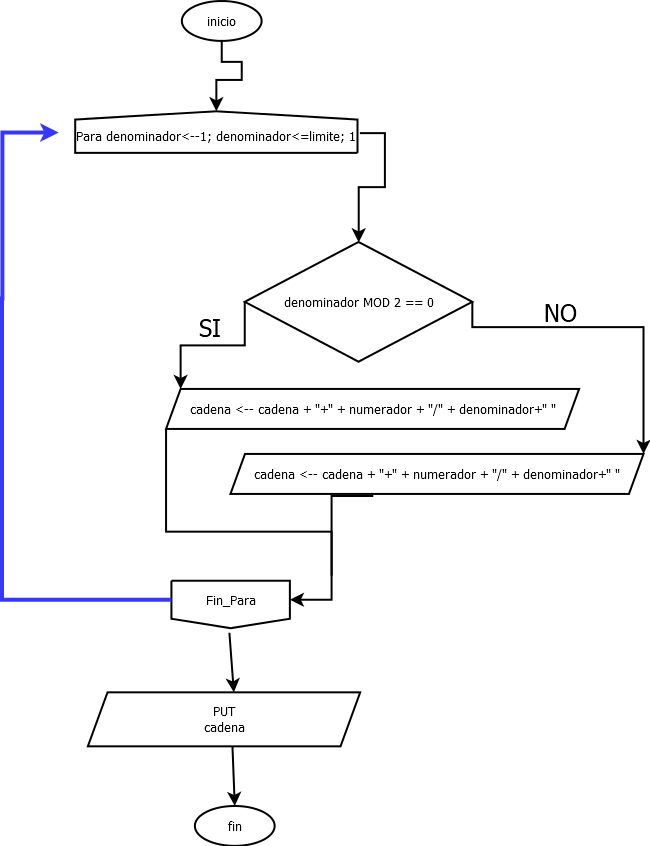 inicio
Para denominador<--1; denominador<=limite; 1
denominador MOD 2 == 0
SI
NO
cadena <-- cadena + "+" + numerador + "/" + denominador+" "
cadena <-- cadena + "+" + numerador + "/" + denominador+" "
Fin_Para
PUT
cadena
fin